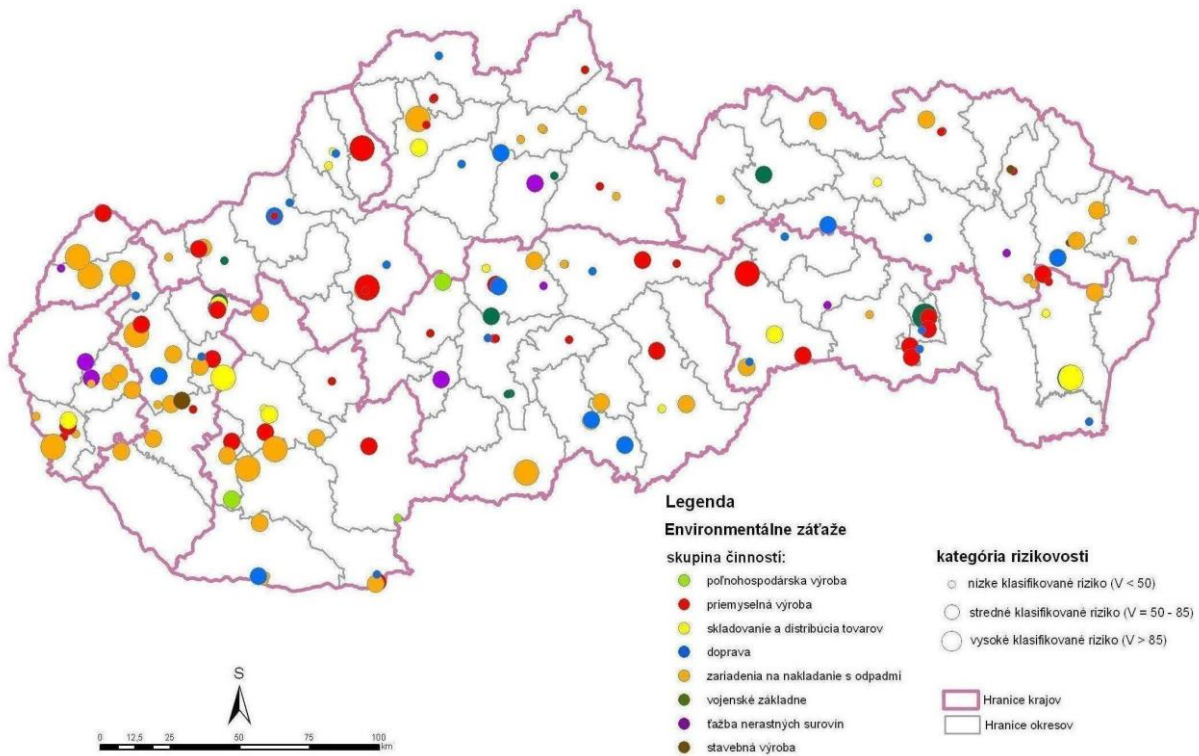 Legenda
Environmentálne záťaže
skupina činností:
poľnohospodárska výroba
priemyselná výroba
skladovanie a distribúcia tovarov
doprava
zariadenia na nakladanie s odpadmi
vojenské základne
ťažba nerastných surovín
stavebná výroba
kategória rizikovosti
nízke klasifikované riziko (V < 50)
stredné klasifikované riziko (V = 50 - 85)
vysoké klasifikované riziko (V > 85)
Hranice krajov
Hranice okresov
S
0 12,5 25 50 75 100
km